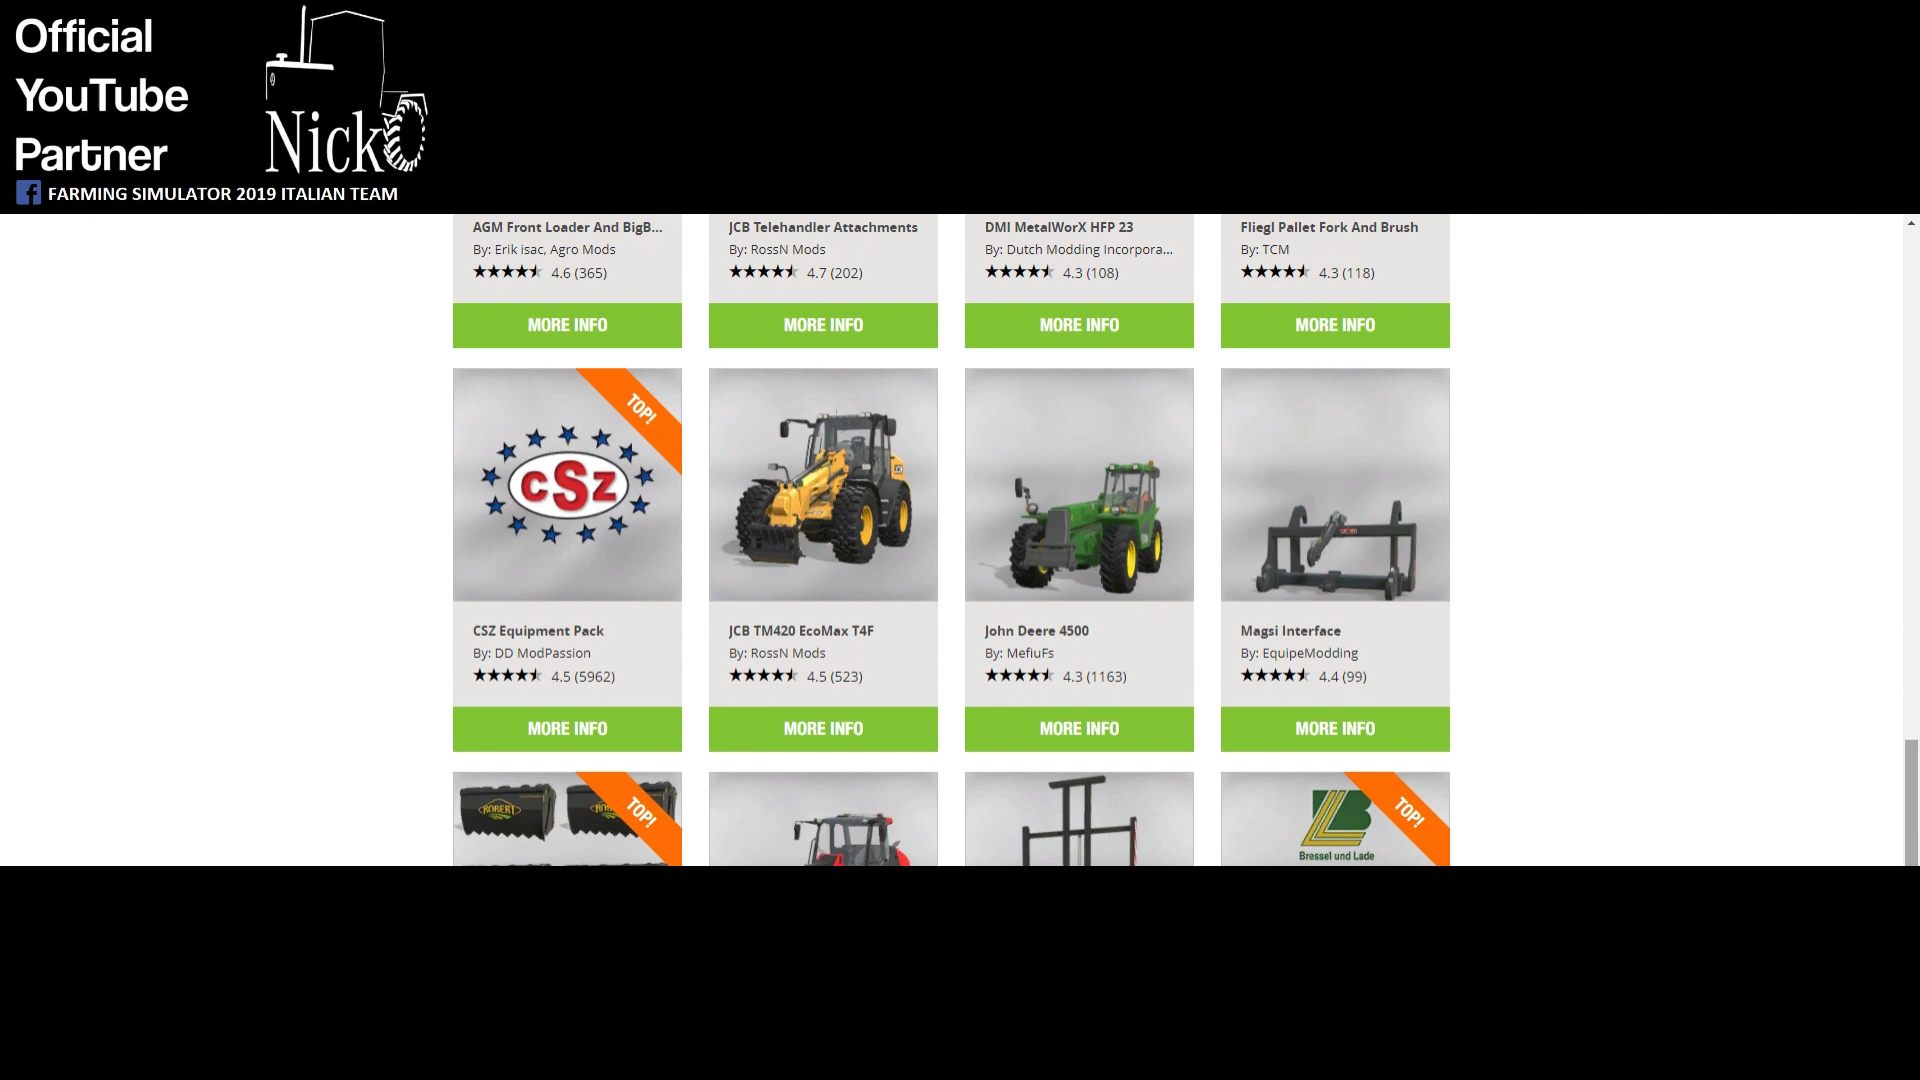 Official
YouTube
Partner
Nick
FARMING SIMULATOR 2019 ITALIAN TEAM
AGM Front Loader And BigB...
By: Erik isac, Agro Mods
4.6 (365)
MORE INFO
JCB Telehandler Attachments
By: RossN Mods
4.7 (202)
MORE INFO
DMI MetalWorX HFP 23
By: Dutch Modding Incorpora...
4.3 (108)
MORE INFO
Fliegl Pallet Fork And Brush
By: TCM
4.3 (118)
MORE INFO
TOP!
cSz
CSZ Equipment Pack
By: DD ModPassion
4.5 (5962)
MORE INFO
JCB TM420 EcoMax T4F
By: RossN Mods
4.5 (523)
MORE INFO
John Deere 4500
By: MefiuFs
4.3 (1163)
MORE INFO
Magsi Interface
By: EquipeModding
4.4 (99)
MORE INFO
ROBERT
TOP!
TOP!
Bressel und Lade